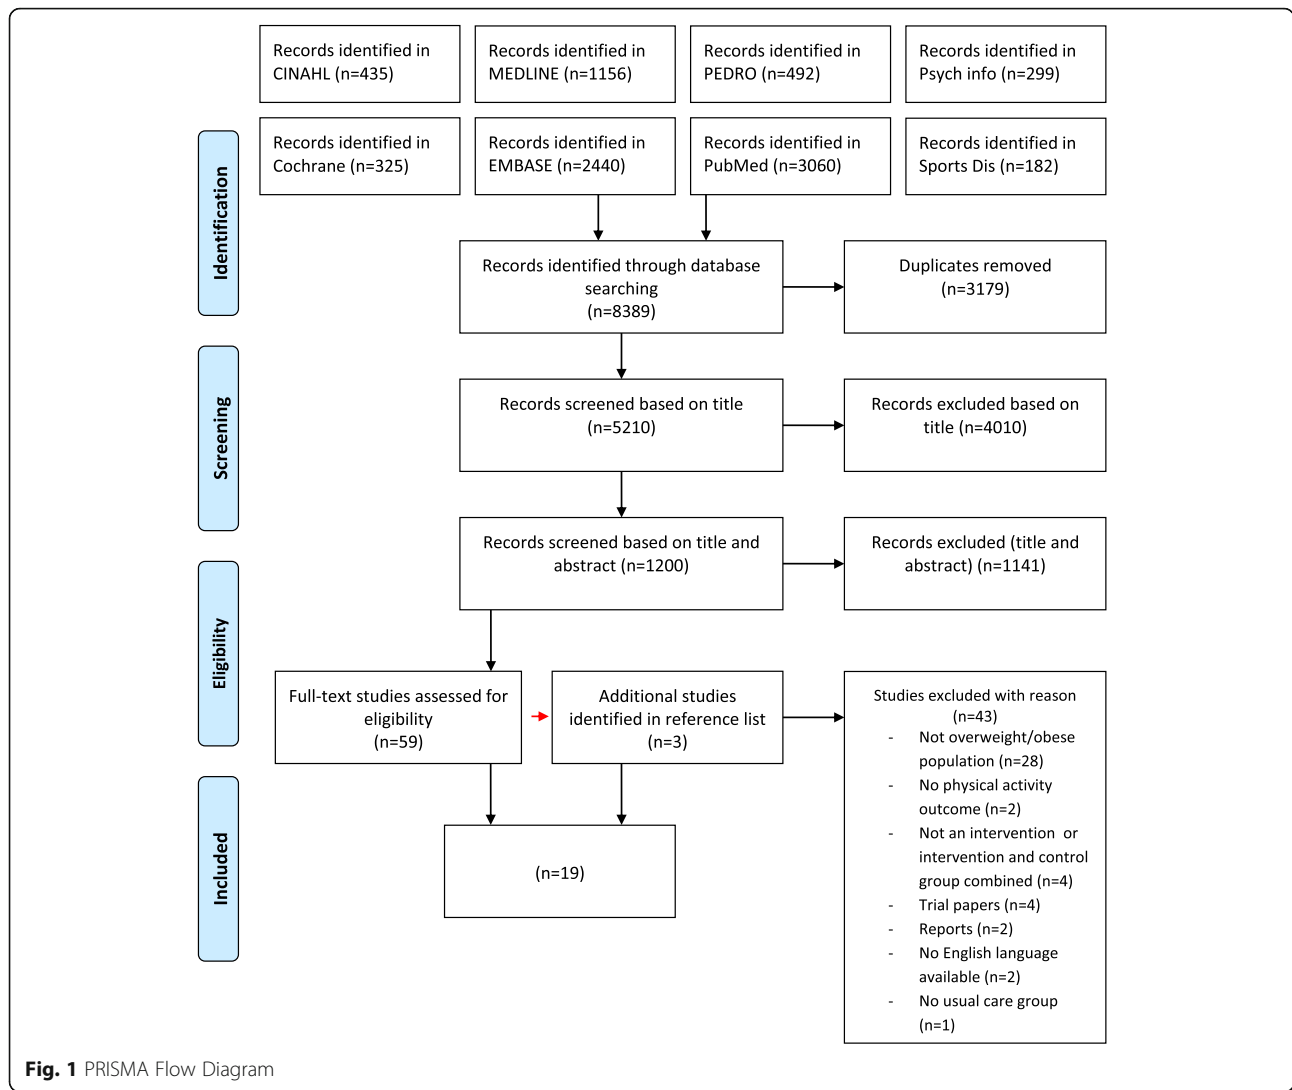 Records identified in
CINAHL (n=435)
Records identified in
MEDLINE (n=1156)
Records identified in
PEDRO (n=492)
Records identified in
Psych info (n=299)
Identification
Records identified in
Cochrane (n=325)
Records identified in
EMBASE (n=2440)
Records identified in
PubMed (n=3060)
Records identified in
Sports Dis (n=182)
Records identified through database
searching
(n=8389)
Duplicates removed
(n=3179)
Screening
Records screened based on title
(n=5210)
Records excluded based on
title (n=4010)
Records screened based on title and
abstract (n=1200)
Records excluded (title and
abstract) (n=1141)
Eligibility
Full-text studies assessed for
eligibility
(n=59)
Additional studies
identified in reference list
(n=3)
Studies excluded with reason
(n=43)
- Not overweight/obese
population (n=28)
- No physical activity
outcome (n=2)
- Not an intervention or
intervention and control
group combined (n=4)
- Trial papers (n=4)
- Reports (n=2)
- No English language
available (n=2)
- No usual care group
(n=1)
Included
(n=19)
Fig. 1 PRISMA Flow Diagram